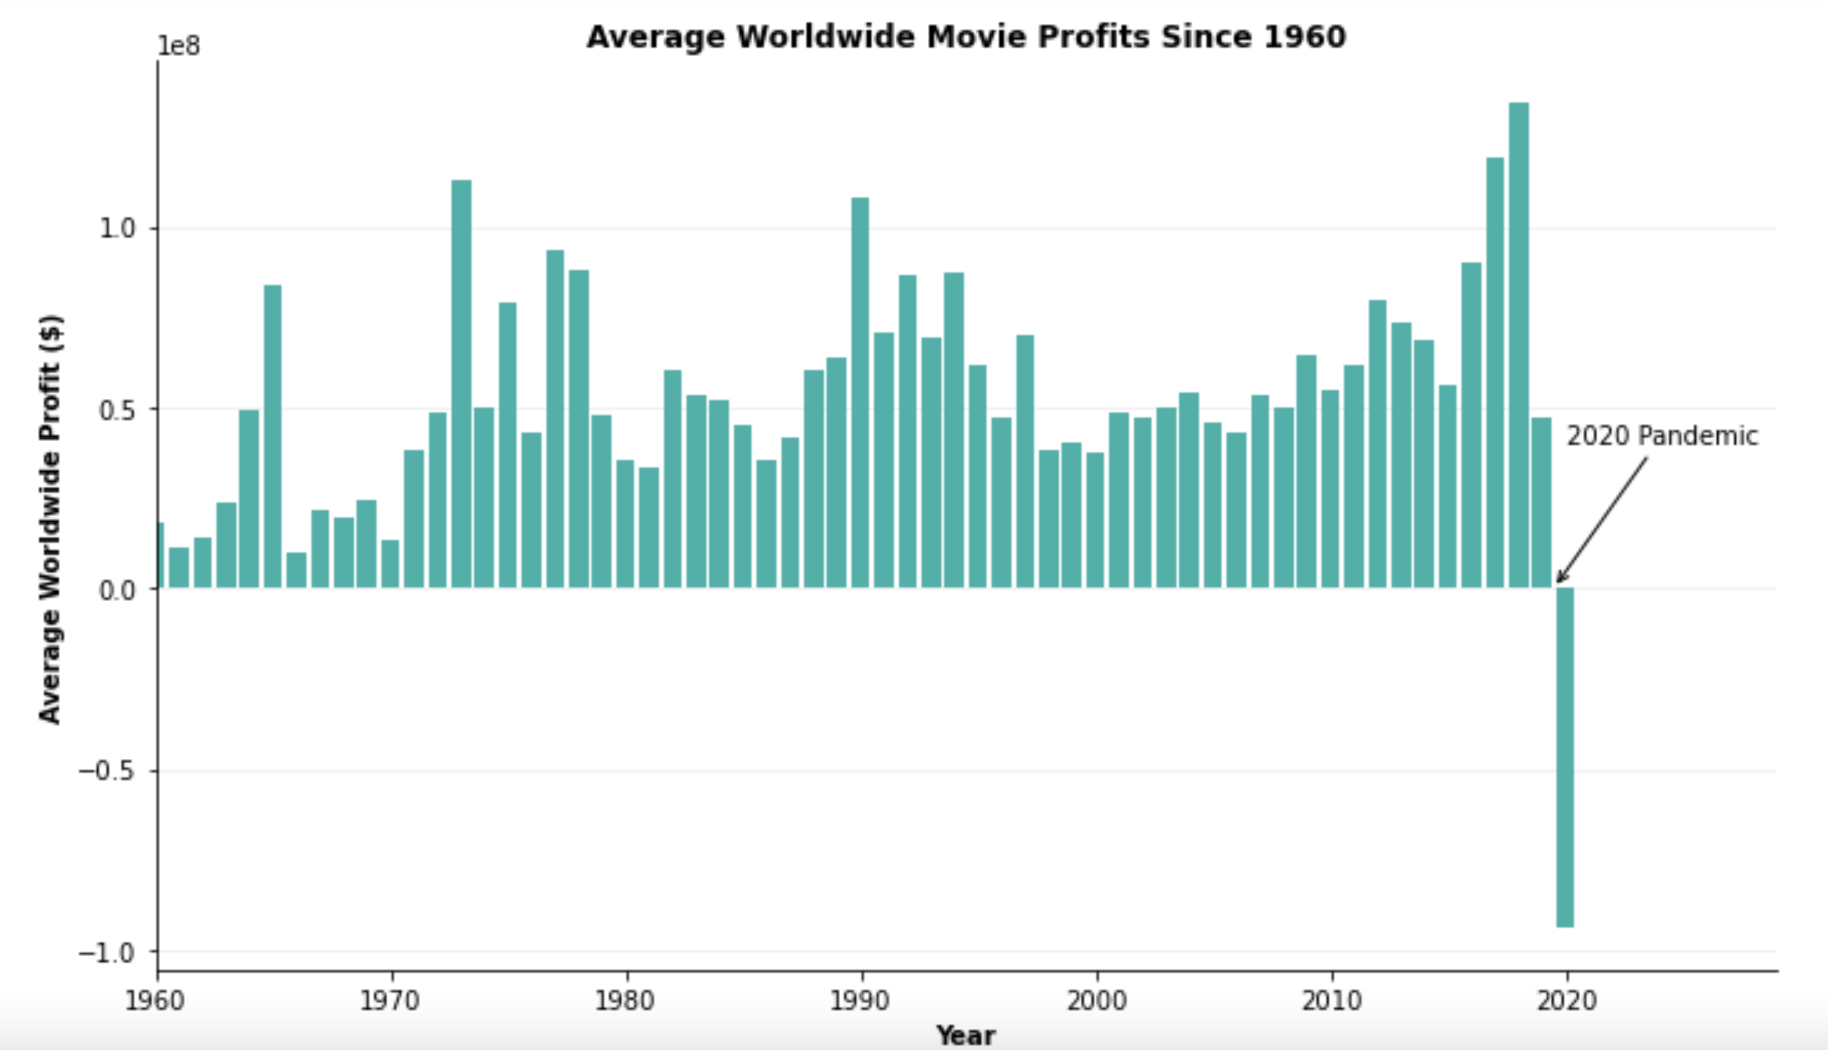 Average Worldwide Movie Profits Since 1960
1e8
1.0
0.5
0.0
−0.5
−1.0
Average Worldwide Profit ($)
2020 Pandemic
1960 1970 1980 1990 2000 2010 2020
Year